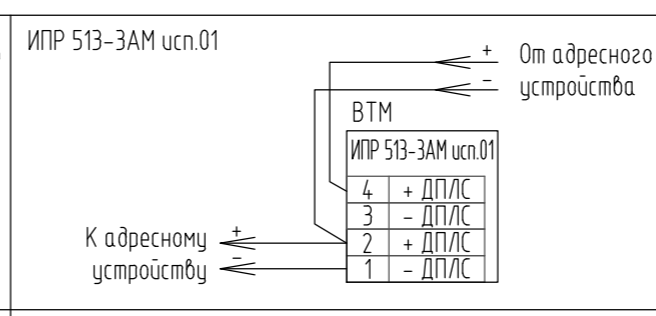 ИПР 513-3АМ исп.01
+ От адресного
- устройства
ВТМ
ИПР 513-3АМ исп.01
4 + ДПЛС
3 - ДПЛС
К адресному + 2 + ДПЛС
устройству - 1 - ДПЛС